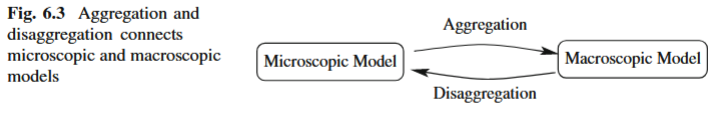 Fig. 6.3 Aggregation and
disaggregation connects
microscopic and macroscopic
models
Aggregation
Microscopic Model
Macroscopic Model
Disaggregation